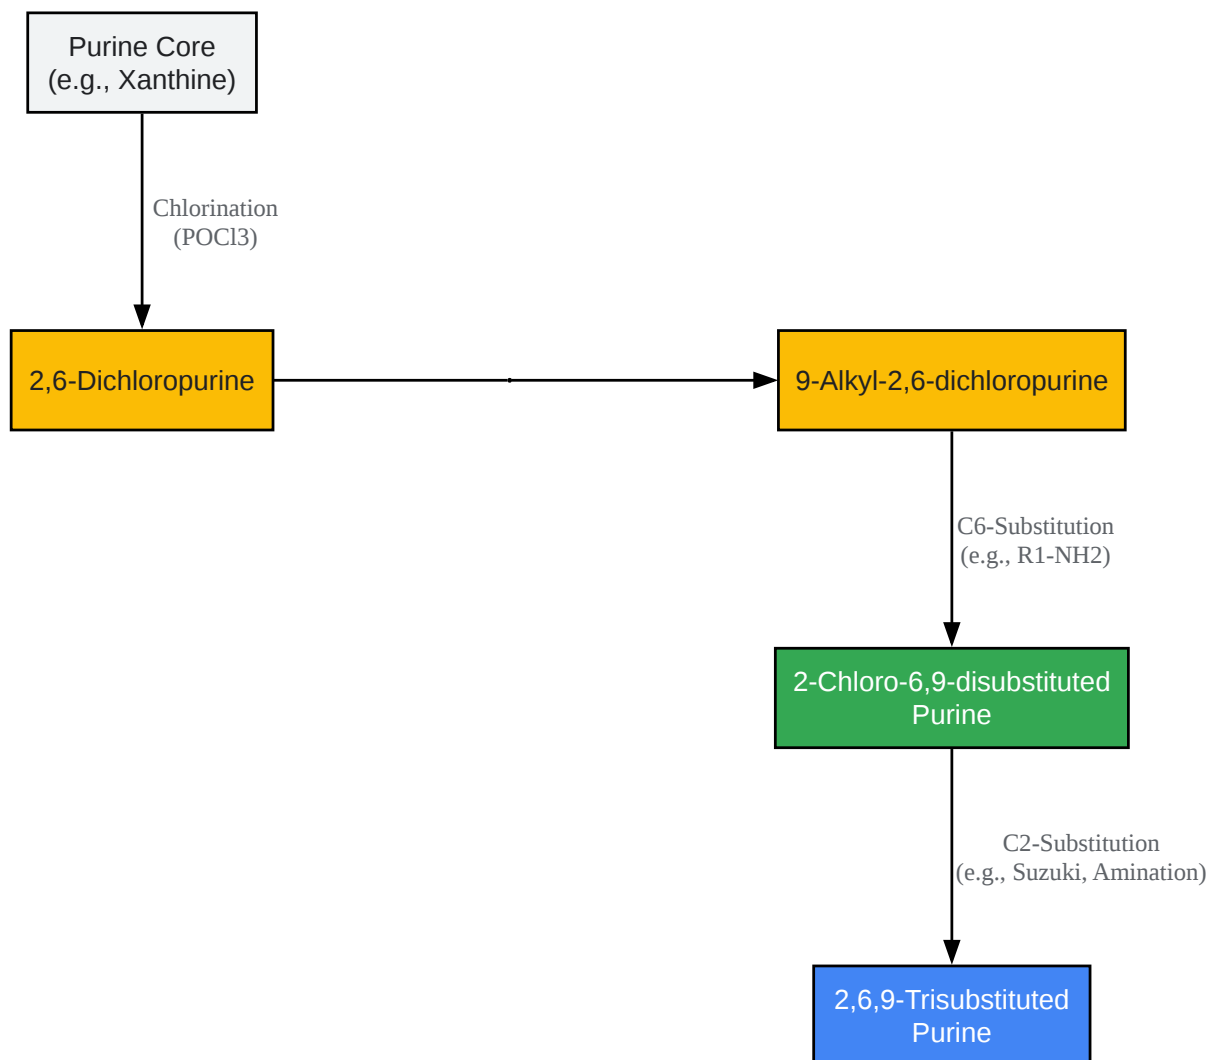 Purine Core
(e.g., Xanthine)
Chlorination
(POCl3)
2,6-Dichloropurine
9-Alkyl-2,6-dichloropurine
C6-Substitution
(e.g., R1-NH2)
2-Chloro-6,9-disubstituted
Purine
C2-Substitution
(e.g., Suzuki, Amination)
2,6,9-Trisubstituted
Purine